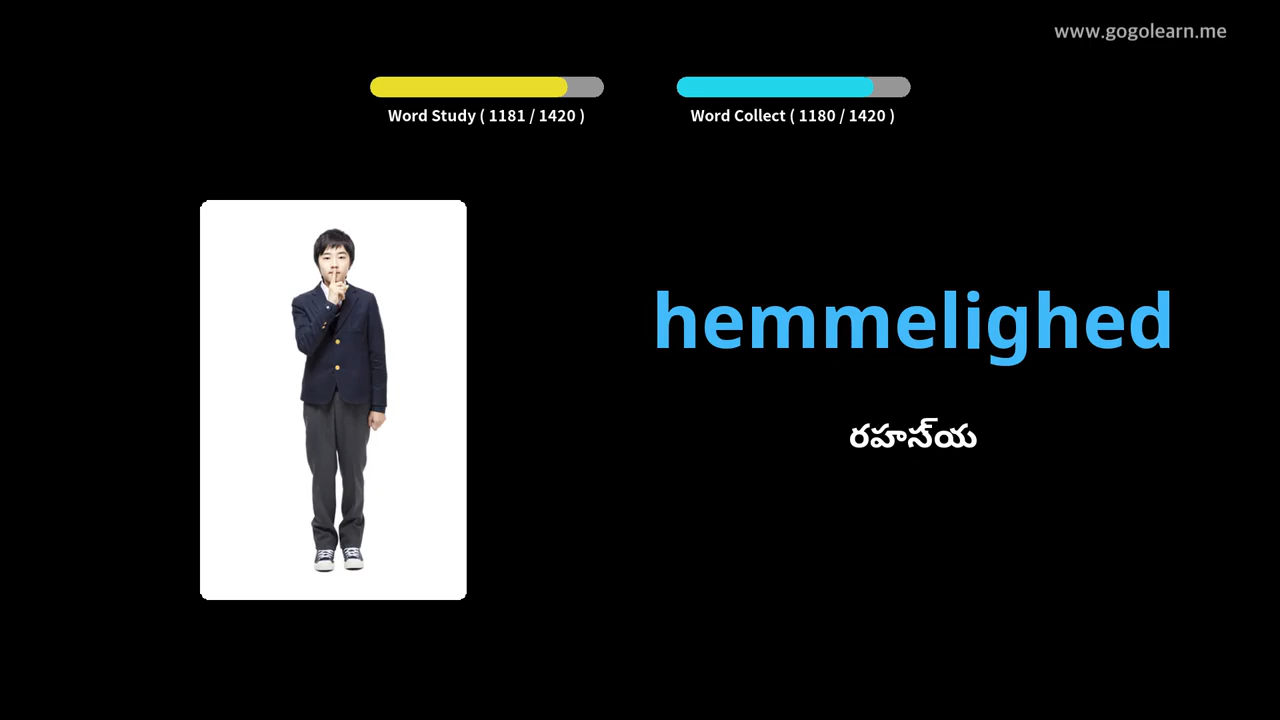 www.gogolearn.me
Word Study ( 1181 / 1420 )
Word Collect ( 1180 / 1420 )
hemmelighed
రహస్య